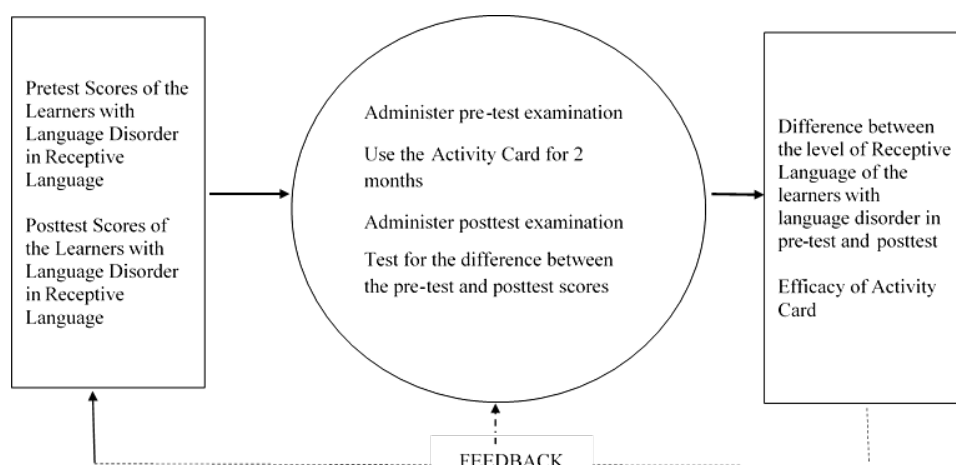 Pretest Scores of the
Learners with
Language Disorder
in Receptive
Language
Posttest Scores of
the Learners with
Language Disorder
in Receptive
Language
Administer pre-test examination
Use the Activity Card for 2
months
Administer posttest examination
Test for the difference between
the pre-test and posttest scores
Difference between
the level of Receptive
Language of the
learners with
language disorder in
pre-test and posttest
Efficacy of Activity
Card
FEEDBACK